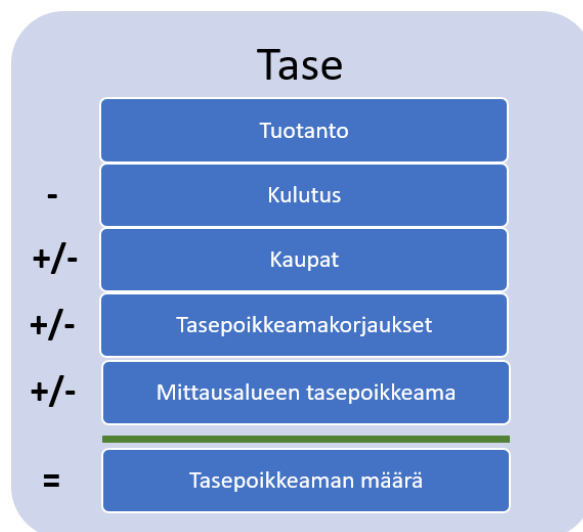 Tase
Tuotanto
- Kulutus
+/- Kaupat
+/- Tasepoikkeamakorjaukset
+/- Mittausalueen tasepoikkeama
= Tasepoikkeaman määrä